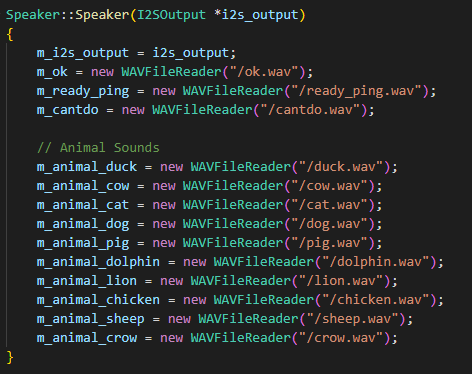 Speaker::Speaker(I2SOutput *i2s_output)
{
    m_i2s_output = i2s_output;
    m_ok = new WAVFileReader("/ok.wav");
    m_ready_ping = new WAVFileReader("/ready_ping.wav");
    m_cantdo = new WAVFileReader("/cantdo.wav");

    // Animal Sounds
    m_animal_duck = new WAVFileReader("/duck.wav");
    m_animal_cow = new WAVFileReader("/cow.wav");
    m_animal_cat = new WAVFileReader("/cat.wav");
    m_animal_dog = new WAVFileReader("/dog.wav");
    m_animal_pig = new WAVFileReader("/pig.wav");
    m_animal_dolphin = new WAVFileReader("/dolphin.wav");
    m_animal_lion = new WAVFileReader("/lion.wav");
    m_animal_chicken = new WAVFileReader("/chicken.wav");
    m_animal_sheep = new WAVFileReader("/sheep.wav");
    m_animal_crow = new WAVFileReader("/crow.wav");
}